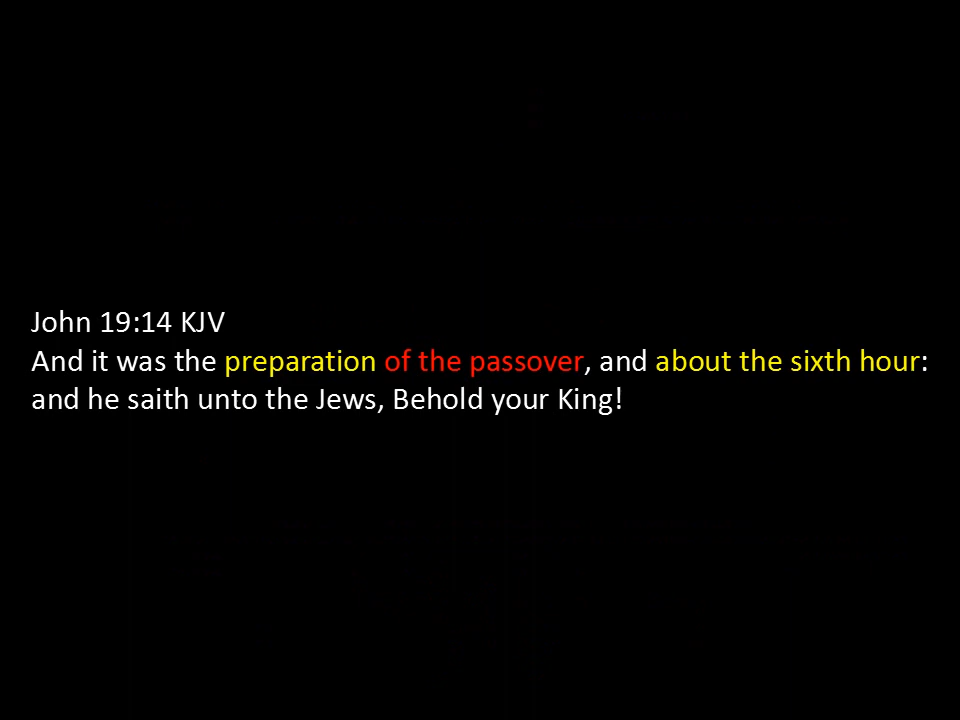 John 19:14 KJV
And it was the preparation of the passover, and about the sixth hour:
and he saith unto the Jews, Behold your King!